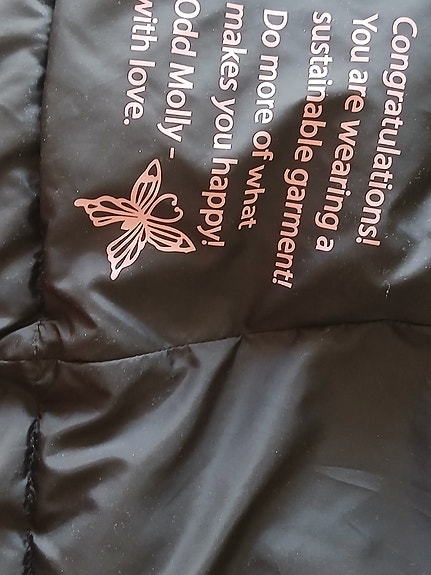 Congratulations!
You are wearing a
sustainable garment!
Do more of what
makes you happy!
Odd Molly -
with love.